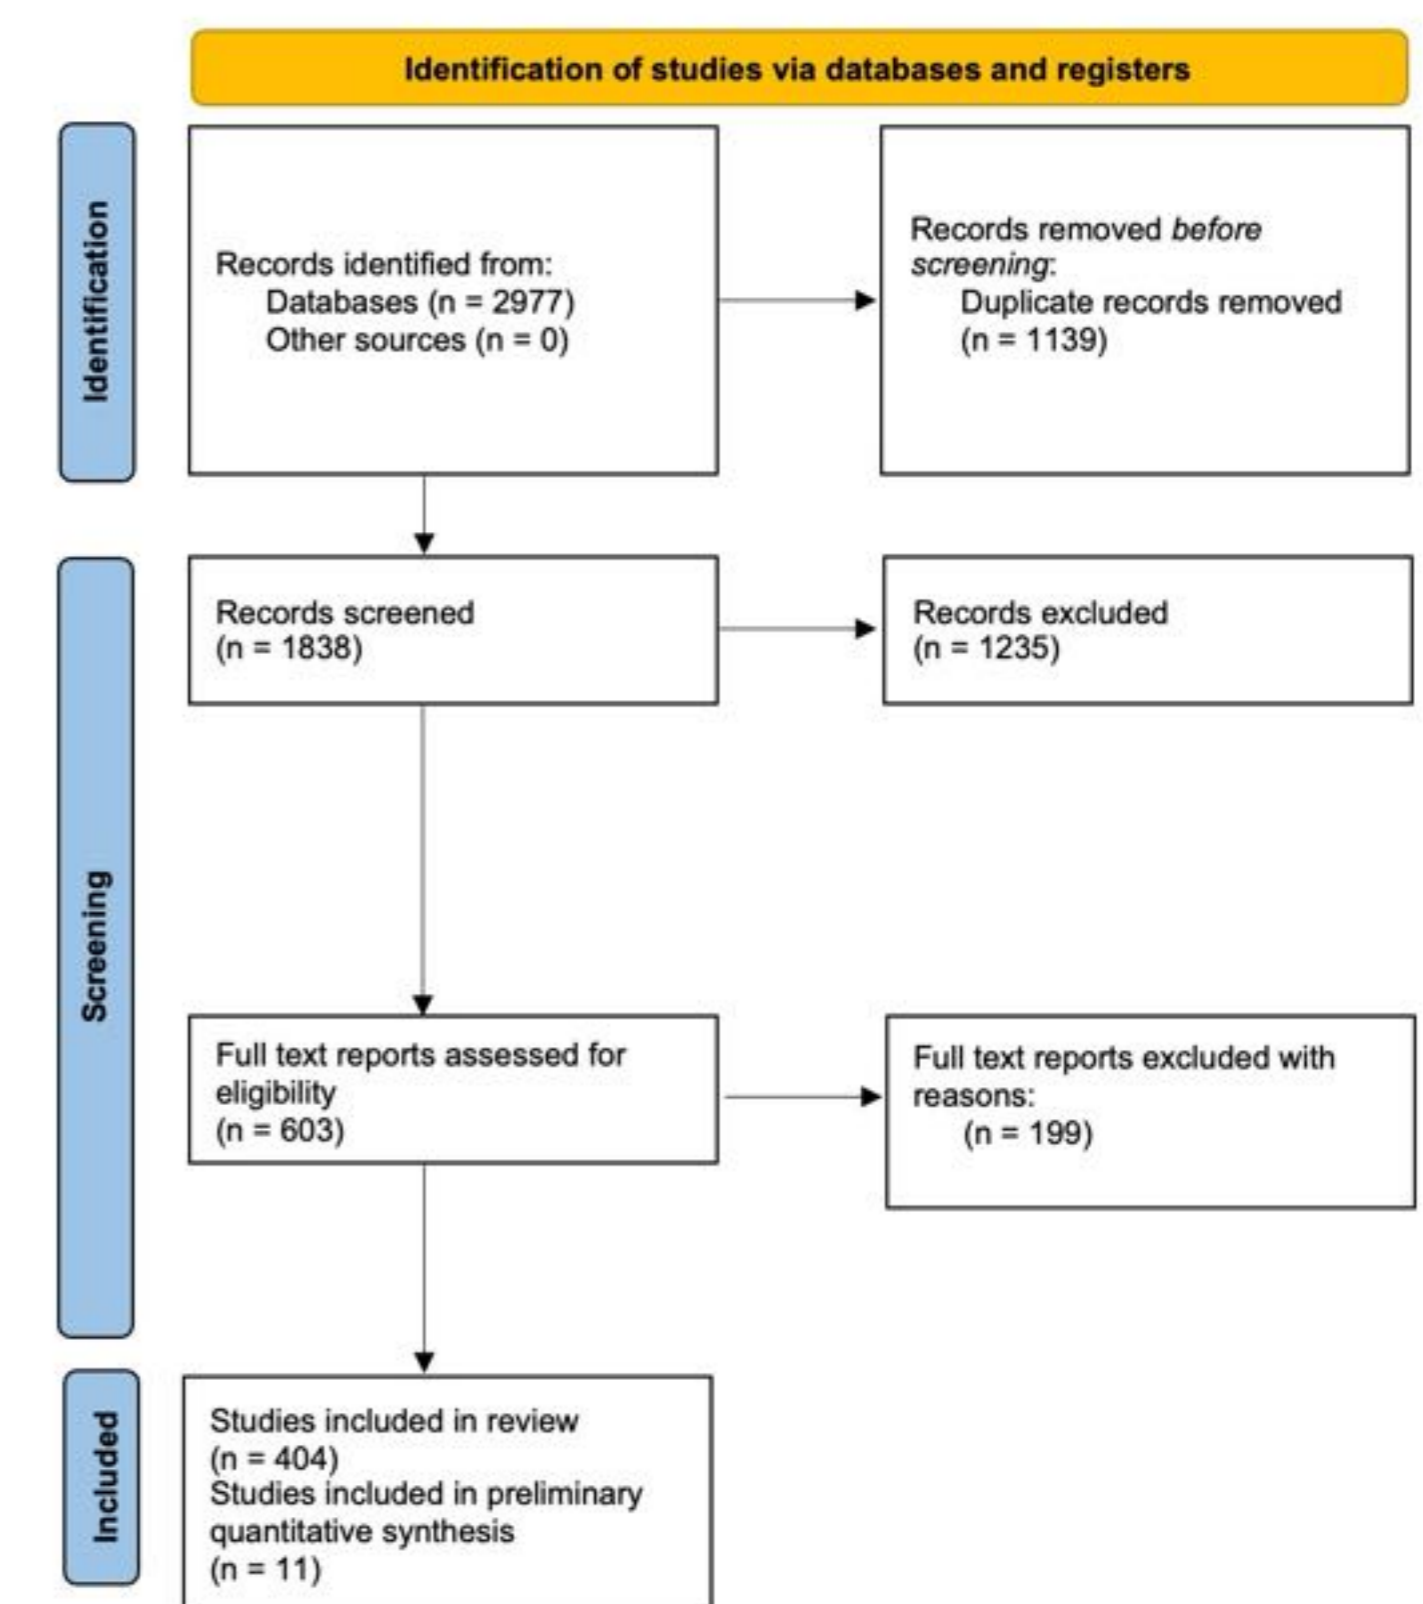 Identification of studies via databases and registers
Identification
Records identified from:
Databases (n = 2977)
Other sources (n = 0)
Records removed before
screening:
Duplicate records removed
(n = 1139)
Screening
Records screened
(n = 1838)
Records excluded
(n = 1235)
Full text reports assessed for
eligibility
(n = 603)
Full text reports excluded with
reasons:
(n = 199)
Included
Studies included in review
(n = 404)
Studies included in preliminary
quantitative synthesis
(n = 11)